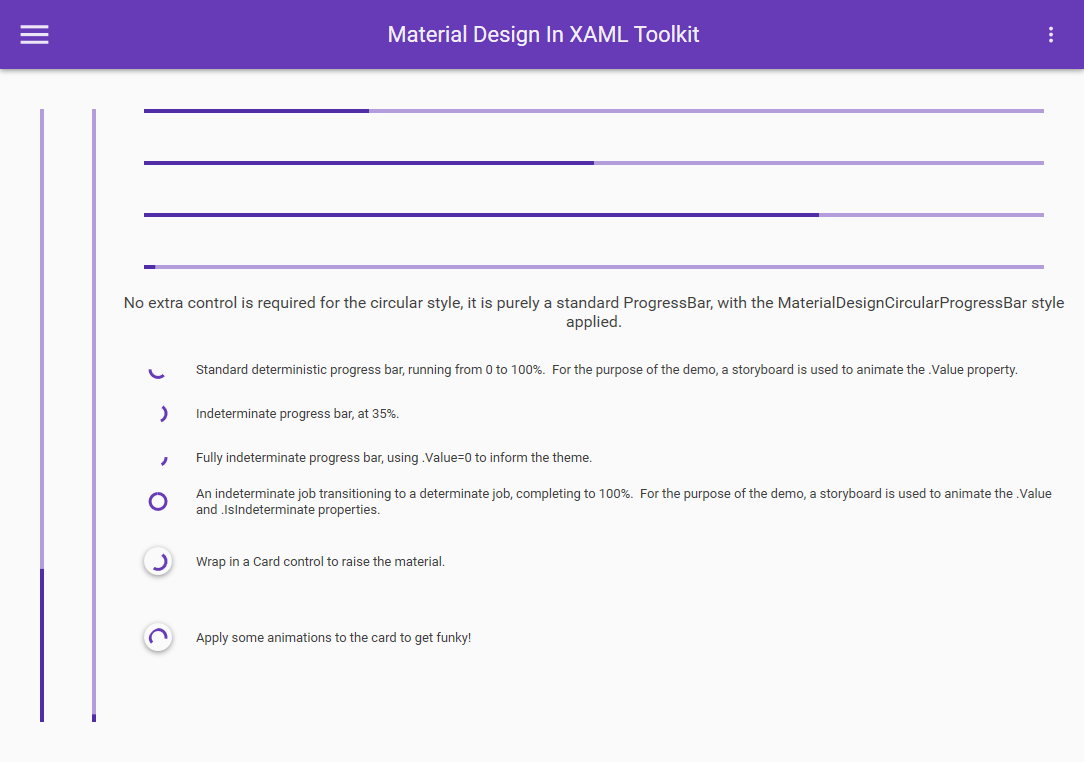 Material Design In XAML Toolkit
No extra control is required for the circular style, it is purely a standard ProgressBar, with the MaterialDesignCircularProgressBar style
applied.
Standard deterministic progress bar, running from 0 to 100%.  For the purpose of the demo, a storyboard is used to animate the .Value property.
Indeterminate progress bar, at 35%.
Fully indeterminate progress bar, using .Value=0 to inform the theme.
An indeterminate job transitioning to a determinate job, completing to 100%.  For the purpose of the demo, a storyboard is used to animate the .Value
and .IsIndeterminate properties.
Wrap in a Card control to raise the material.
Apply some animations to the card to get funky!